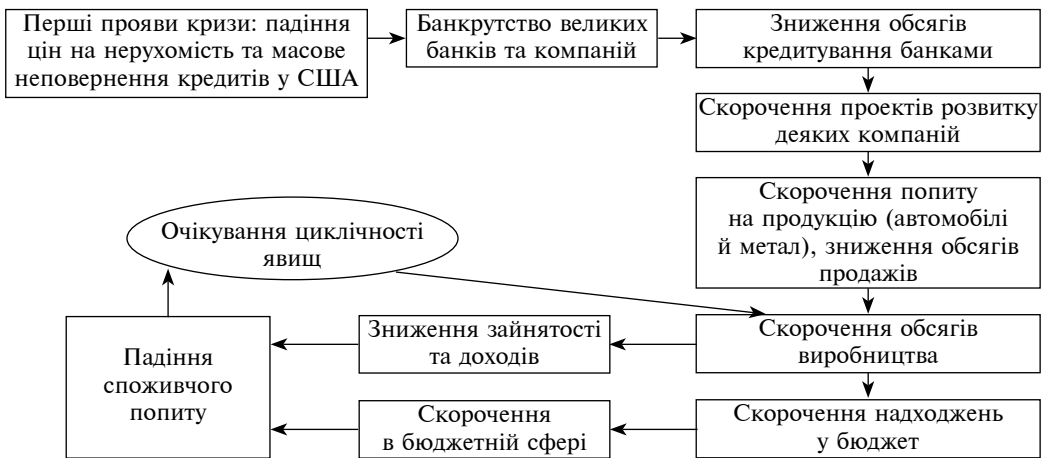 Перші прояви кризи: падіння
цін на нерухомість та масове
неповернення кредитів у США
Банкрутство великих
банків та компаній
Зниження обсягів
кредитування банками
Скорочення проектів розвитку
деяких компаній
Скорочення попиту
на продукцію (автомобілі
й метал), зниження обсягів
продажів
Очікування циклічності
явищ
Скорочення обсягів
виробництва
Зниження зайнятості
та доходів
Падіння
споживчого
попиту
Скорочення надходжень
у бюджет
Скорочення
в бюджетній сфері